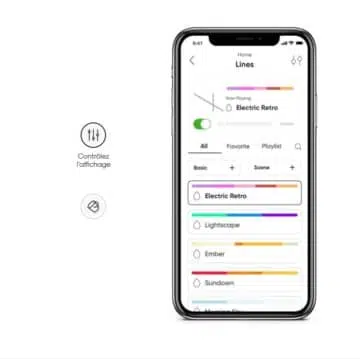 9:41
Home
Lines
Now Playing
Electric Retro
All Favorite Playlist
Basic + Scene +
Electric Retro
Lightscape
Ember
Sundown
Contrôlez
l'affichage